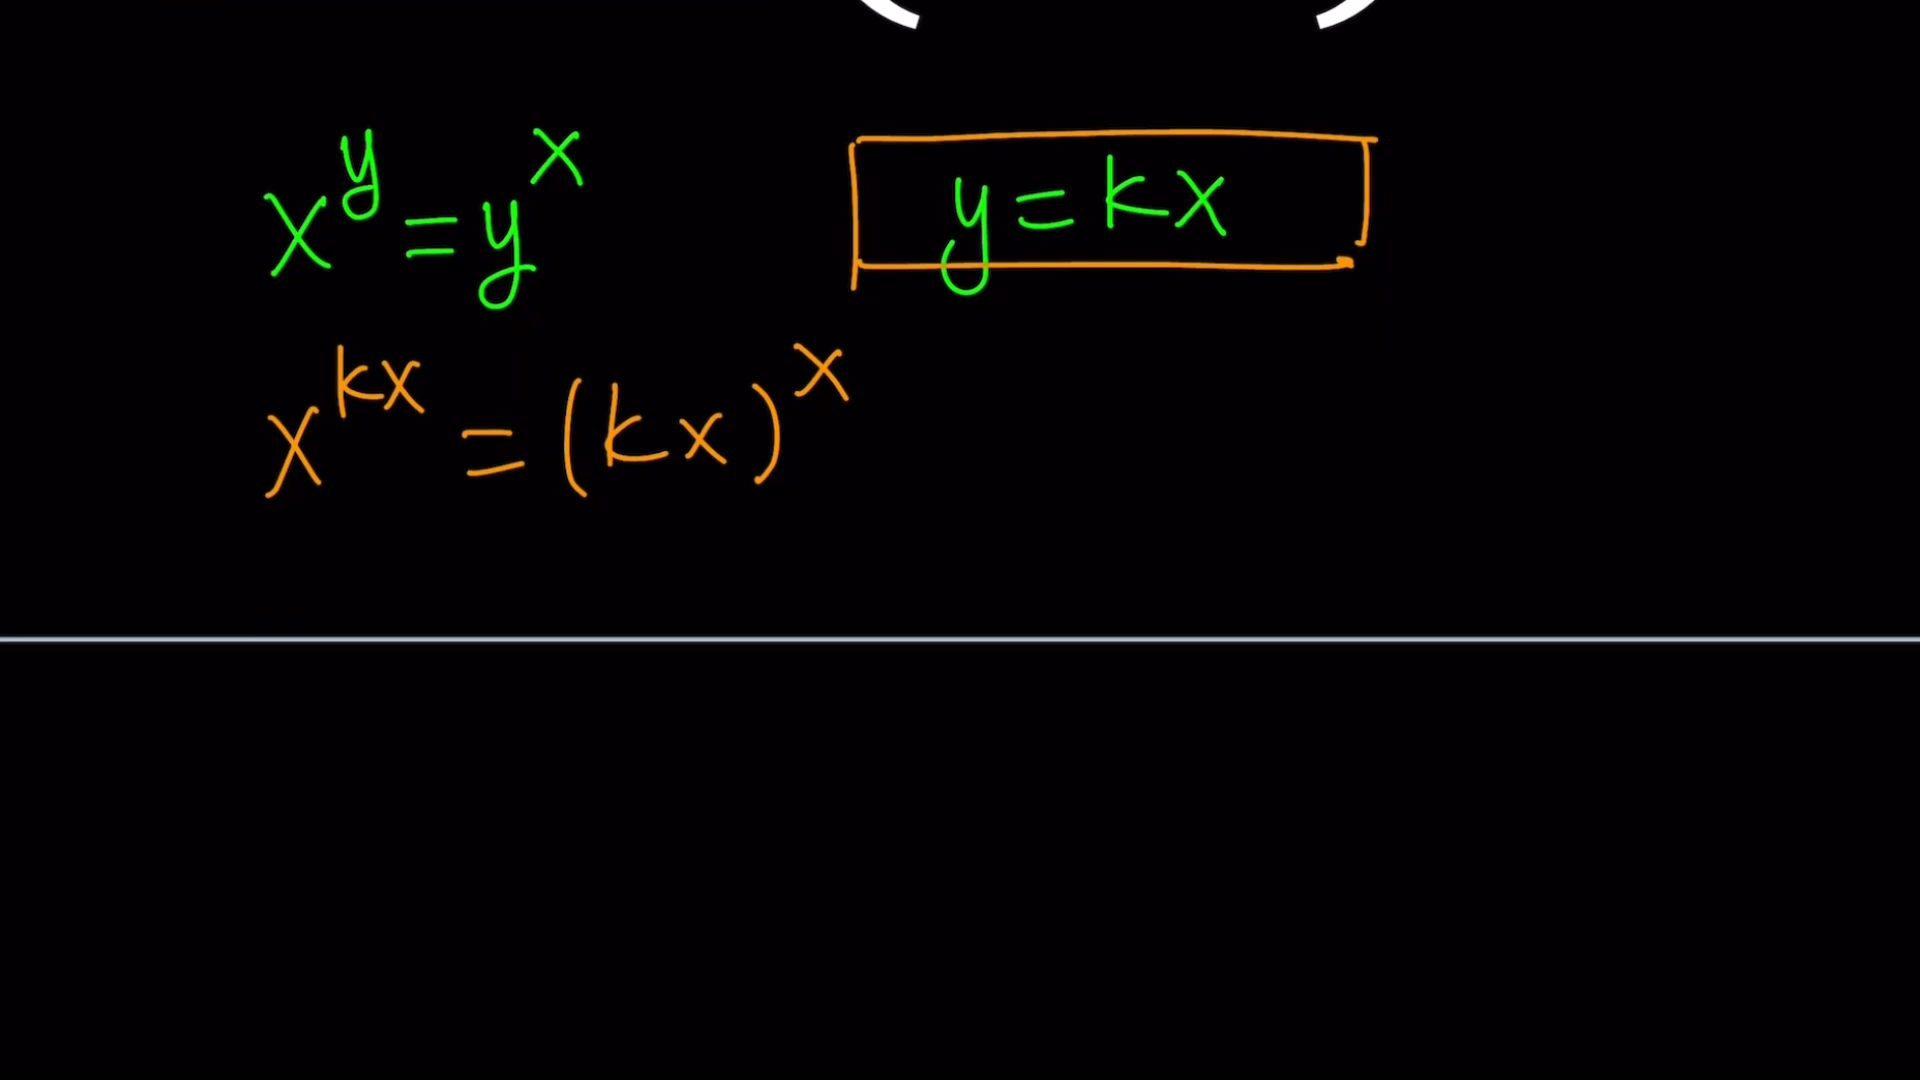 x^y = y^x
y = kx
x^{kx} = (kx)^x